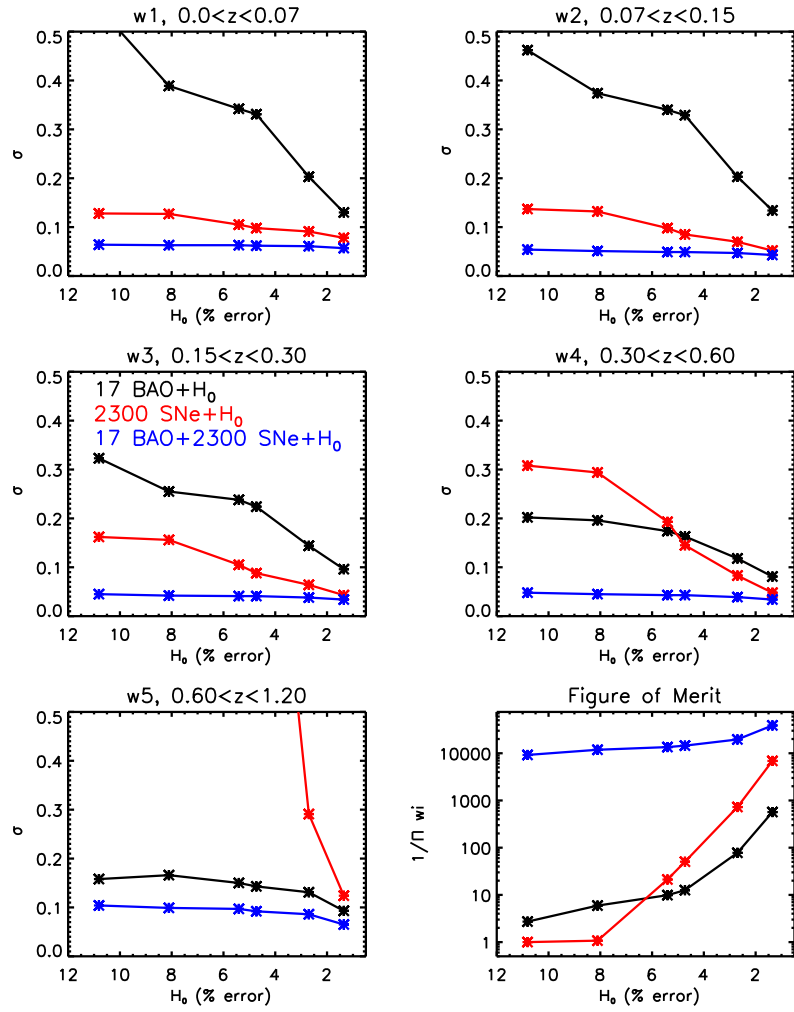 w1, 0.0<z<0.07
0.5
0.4
0.3
0.2
0.1
0.0
σ
12 10 8 6 4 2
H₀ (% error)
w2, 0.07<z<0.15
0.5
0.4
0.3
0.2
0.1
0.0
σ
12 10 8 6 4 2
H₀ (% error)
w3, 0.15<z<0.30
17 BAO+H₀
2300 SNe+H₀
17 BAO+2300 SNe+H₀
0.5
0.4
0.3
0.2
0.1
0.0
σ
12 10 8 6 4 2
H₀ (% error)
w4, 0.30<z<0.60
0.5
0.4
0.3
0.2
0.1
0.0
σ
12 10 8 6 4 2
H₀ (% error)
w5, 0.60<z<1.20
0.5
0.4
0.3
0.2
0.1
0.0
σ
12 10 8 6 4 2
H₀ (% error)
Figure of Merit
10000
1000
100
10
1
1/Π wi
12 10 8 6 4 2
H₀ (% error)